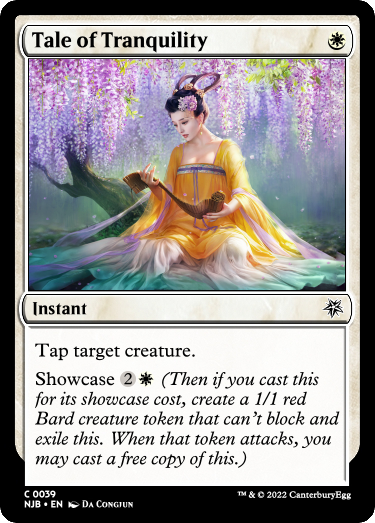 Tale of Tranquility
Instant
Tap target creature.
Showcase 2 (Then if you cast this
for its showcase cost, create a 1/1 red
Bard creature token that can't block and
exile this. When that token attacks, you
may cast a free copy of this.)
C 0039
NJB • EN Da Congjun
™ & © 2022 CanterburyEgg